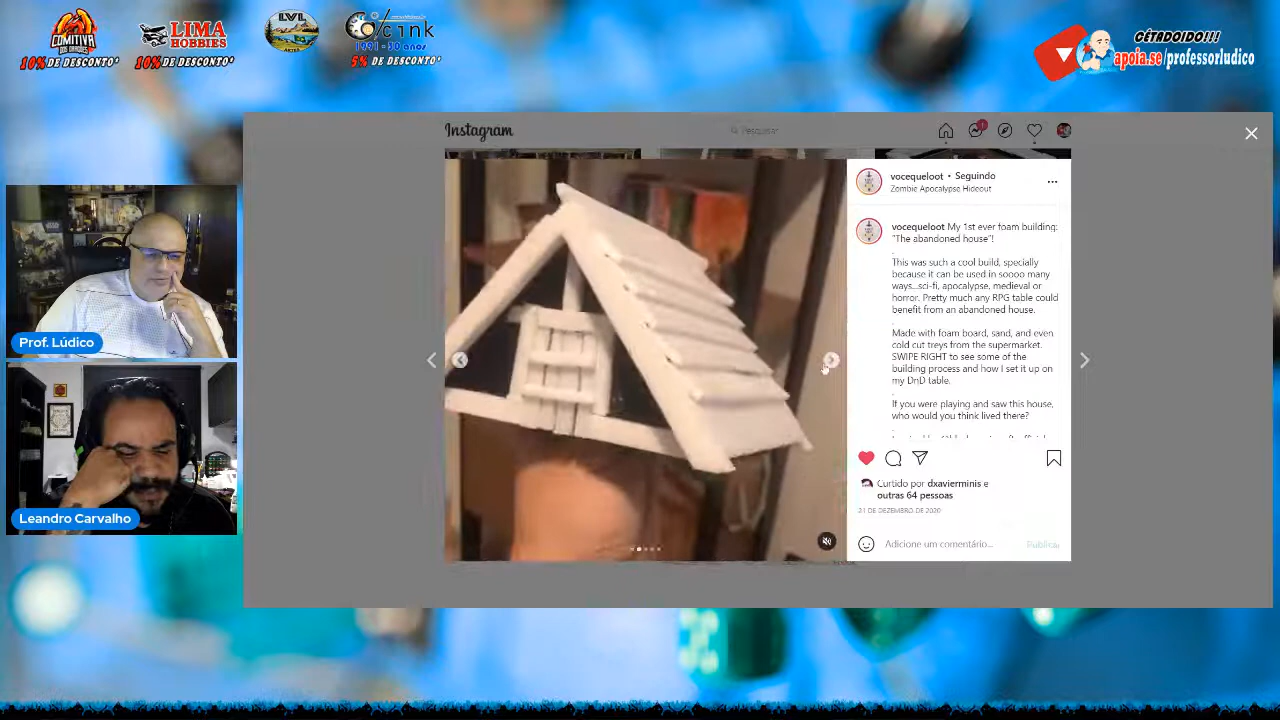 COMITIVA
DOS DRAGÕES
10% DE DESCONTO*
LIMA
HOBBIES
10% DE DESCONTO*
LVL
ARTES
1991 - 30 anos
5% DE DESCONTO*
GÊTADOIDO!!!
apoia.se/professorludico
Instagram
Pesquisar
1
vocequeloot • Seguindo
Zombie Apocalypse Hideout
vocequeloot My 1st ever foam building:
"The abandoned house"!
.
This was such a cool build, specially
because it can be used in soooo many
ways...sci-fi, apocalypse, medieval or
horror. Pretty much any RPG table could
benefit from an abandoned house.
.
Made with foam board, sand, and even
cold cut treys from the supermarket.
SWIPE RIGHT to see some of the
building process and how I set it up on
my DnD table.
.
If you were playing and saw this house,
who would you think lived there?
.
Curtido por dxavierminis e
outras 64 pessoas
31 DE DEZEMBRO DE 2020
Adicione um comentário...
Publicar
Prof. Lúdico
Leandro Carvalho